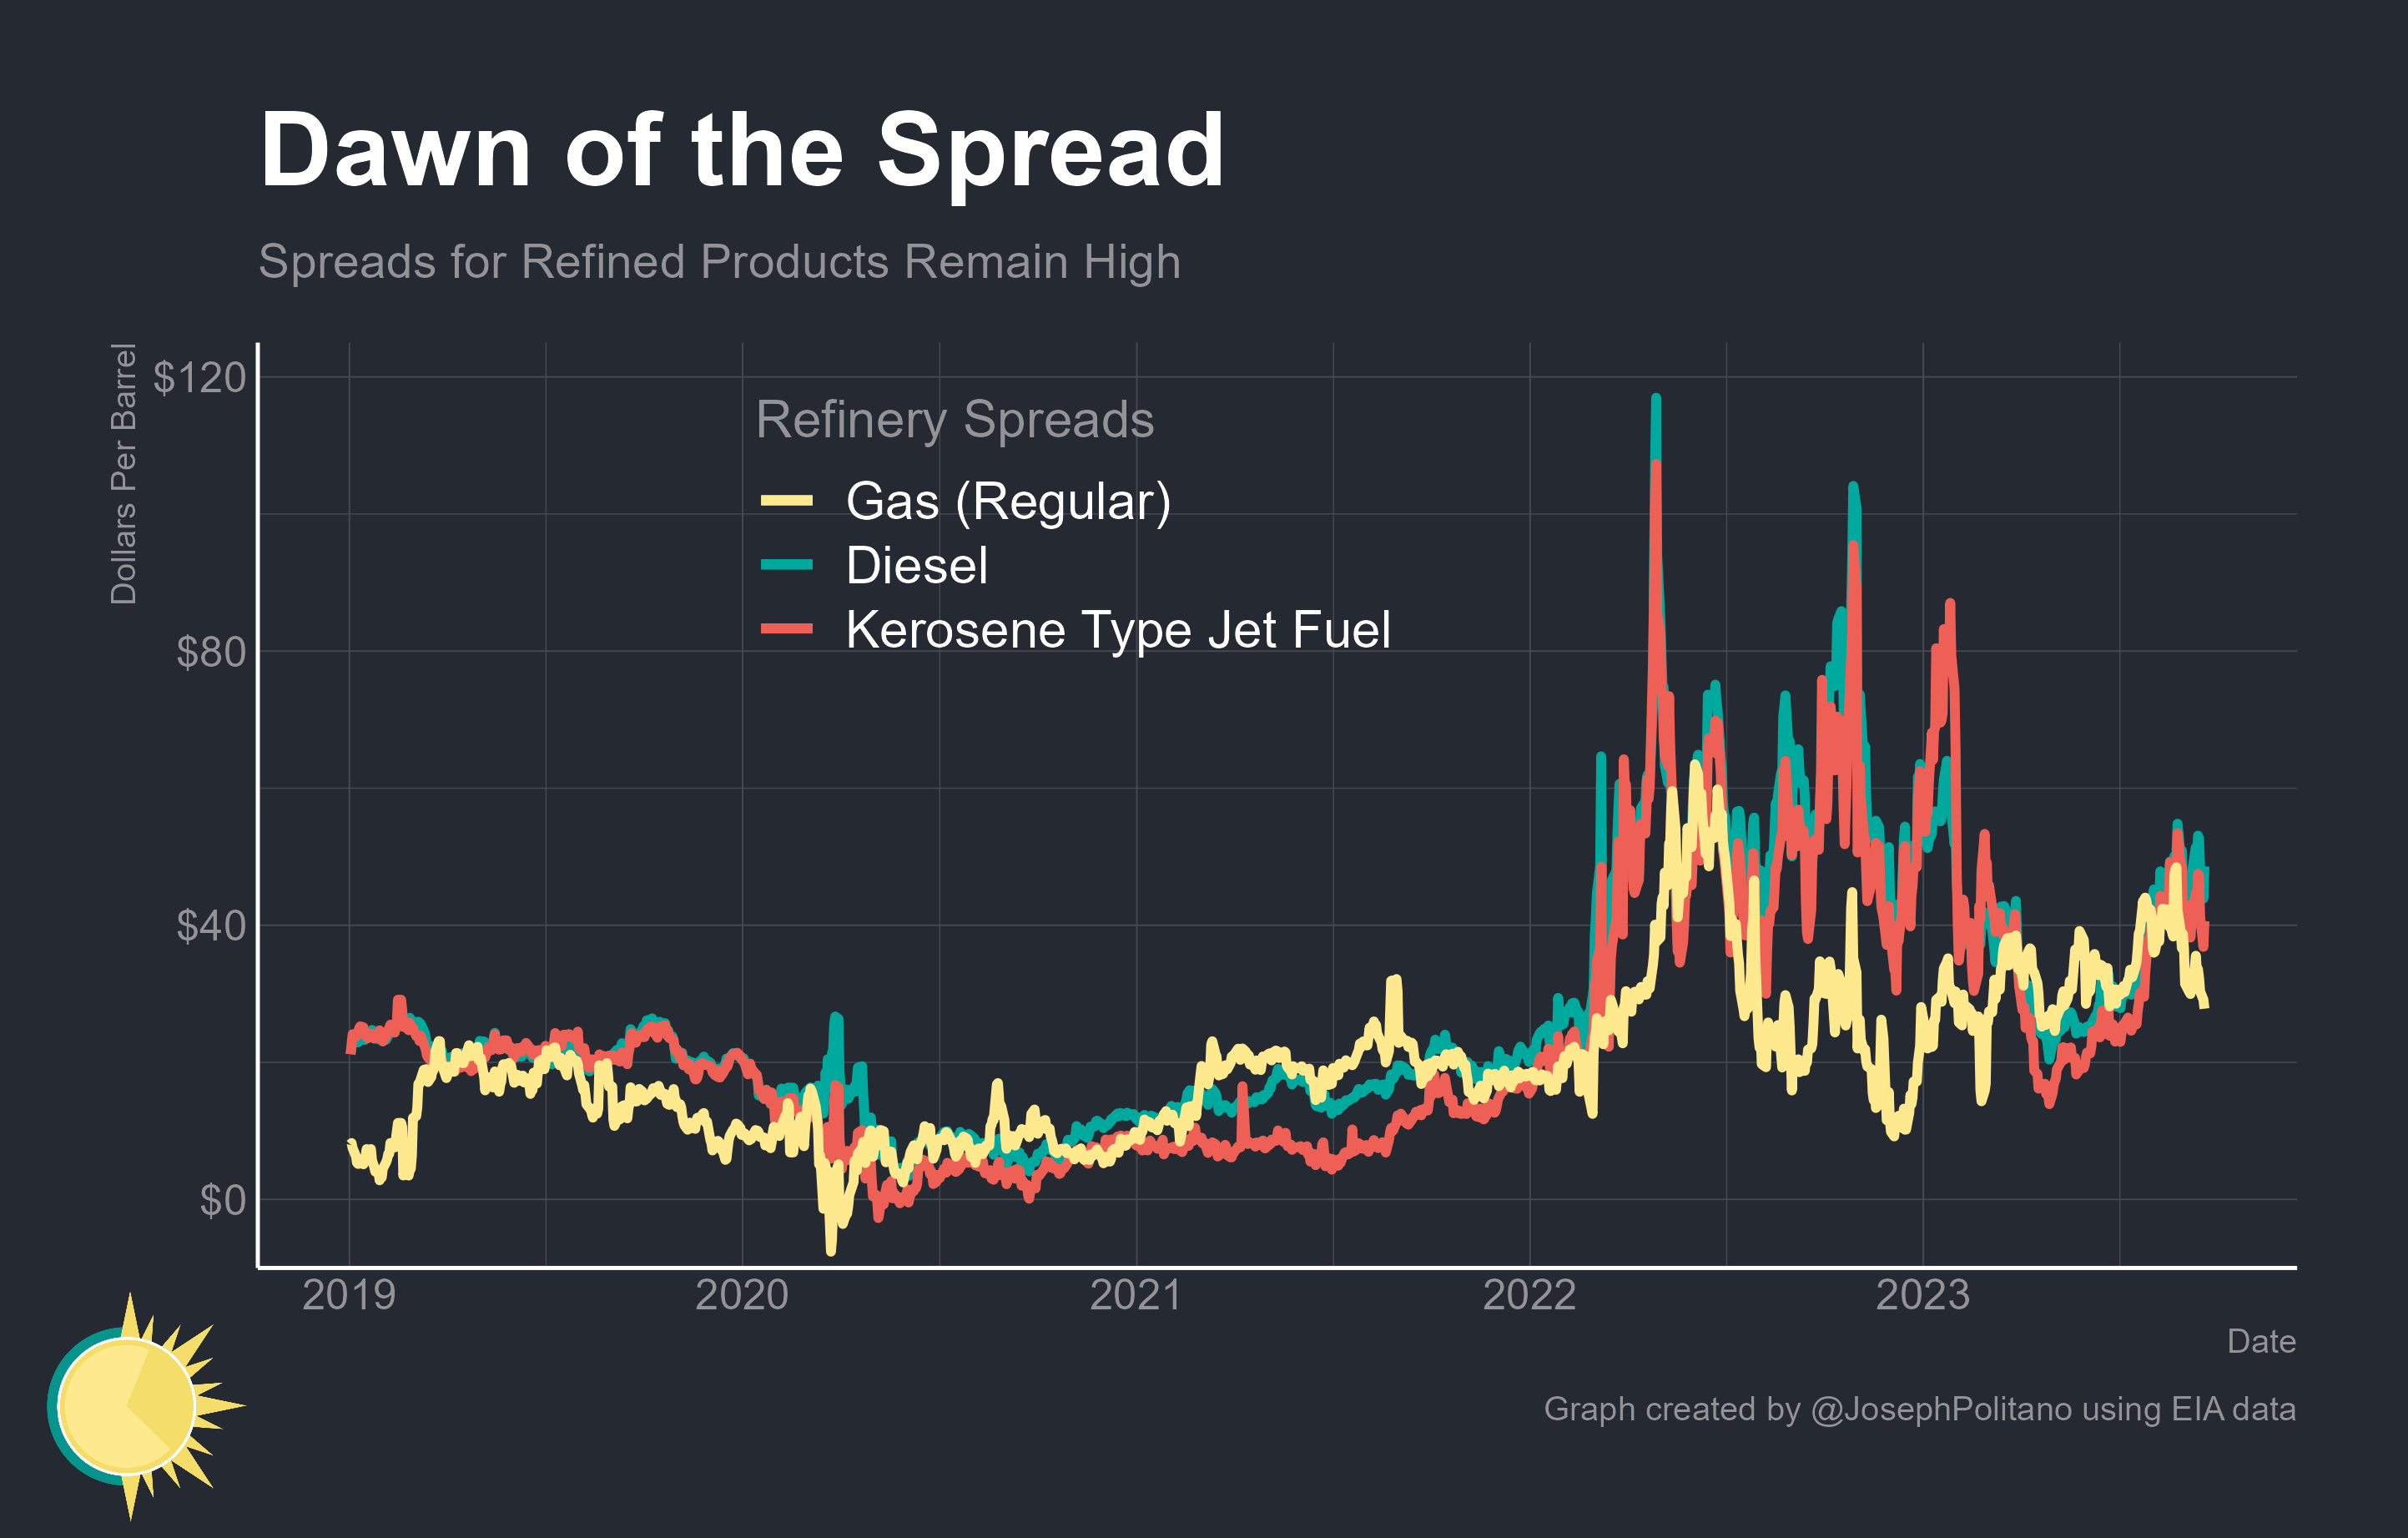 Dawn of the Spread
Spreads for Refined Products Remain High
Dollars Per Barrel
$120
$80
$40
$0
Refinery Spreads
Gas (Regular)
Diesel
Kerosene Type Jet Fuel
2019 2020 2021 2022 2023
Date
Graph created by @JosephPolitano using EIA data